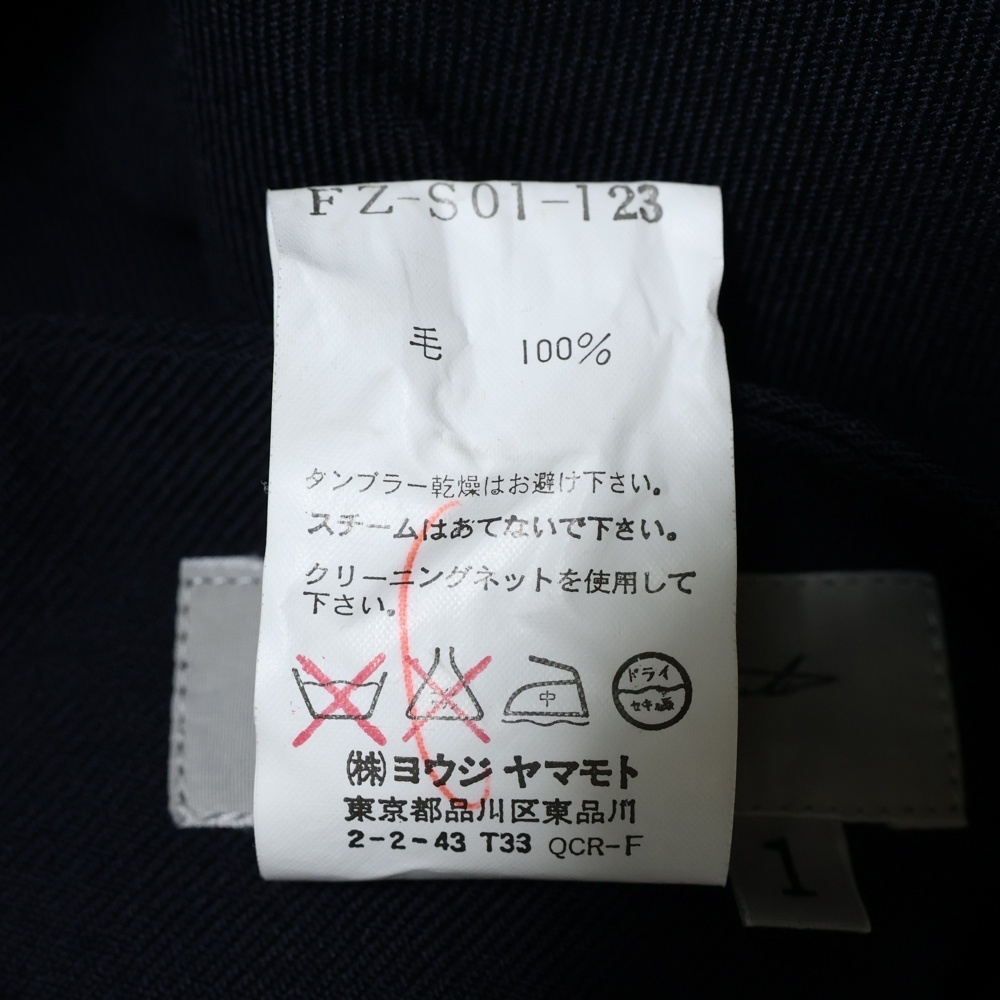 FZ-S01-123
毛 100%
タンブラー乾燥はお避け下さい。
スチームはあてないで下さい。
クリーニングネットを使用して
下さい。
中
ドライ
セキユ系
㈱ヨウジ ヤマモト
東京都品川区東品川
2-2-43 T33 QCR-F
1